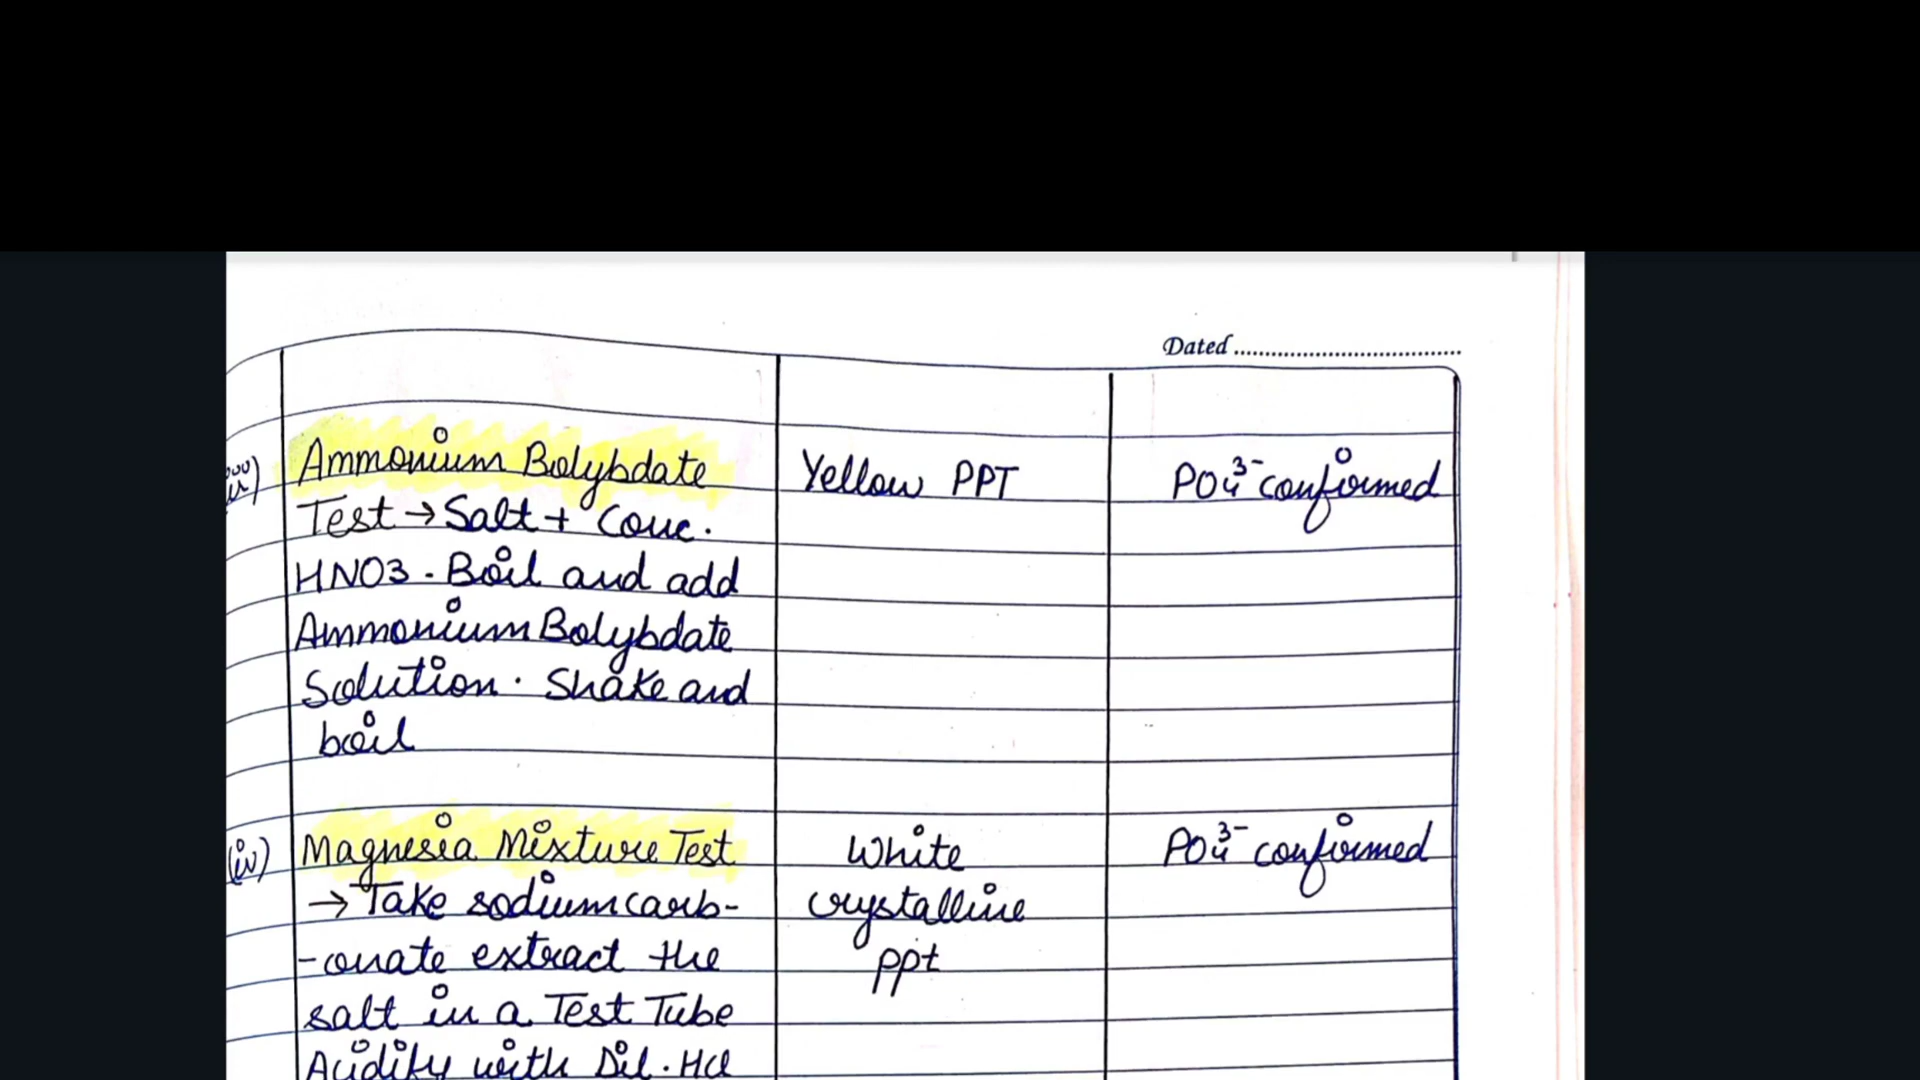 Dated
Ammonium Bolybdate
Yellow PPT
PO4³⁻ confirmed
Test → Salt + Conc.
HNO3. Boil and add
Ammonium Bolybdate
Solution. Shake and
boil
(iv) Magnesia Mixture Test
White
PO4³⁻ confirmed
→ Take sodium carb-
crystalline
-onate extract the
ppt
salt in a Test Tube
Acidify with Dil. HCl